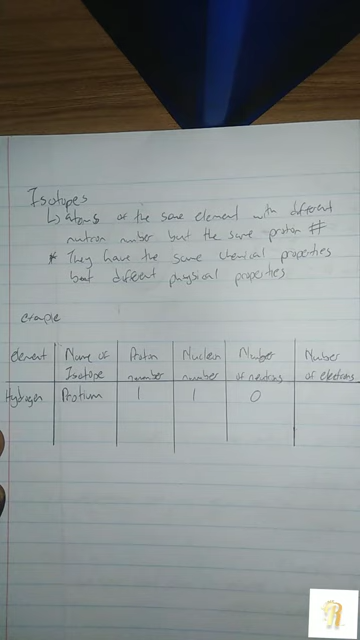 Isotopes
↳ atoms of the same element with different
nutron number but the same proton #
* They have the same chemical properties
but different physical properties
example
Element | Name of Isotope | Proton number | Nucleon number | Number of neutrons | Number of electrons
Hydrogen | Protium | 1 | 1 | 0